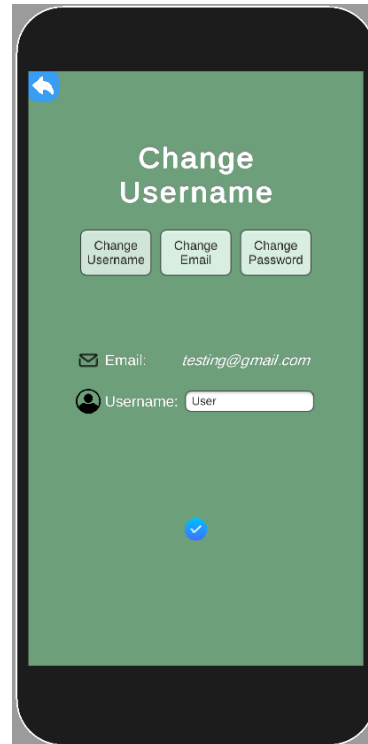 Change
Username
Change
Username
Change
Email
Change
Password
Email: testing@gmail.com
Username: User